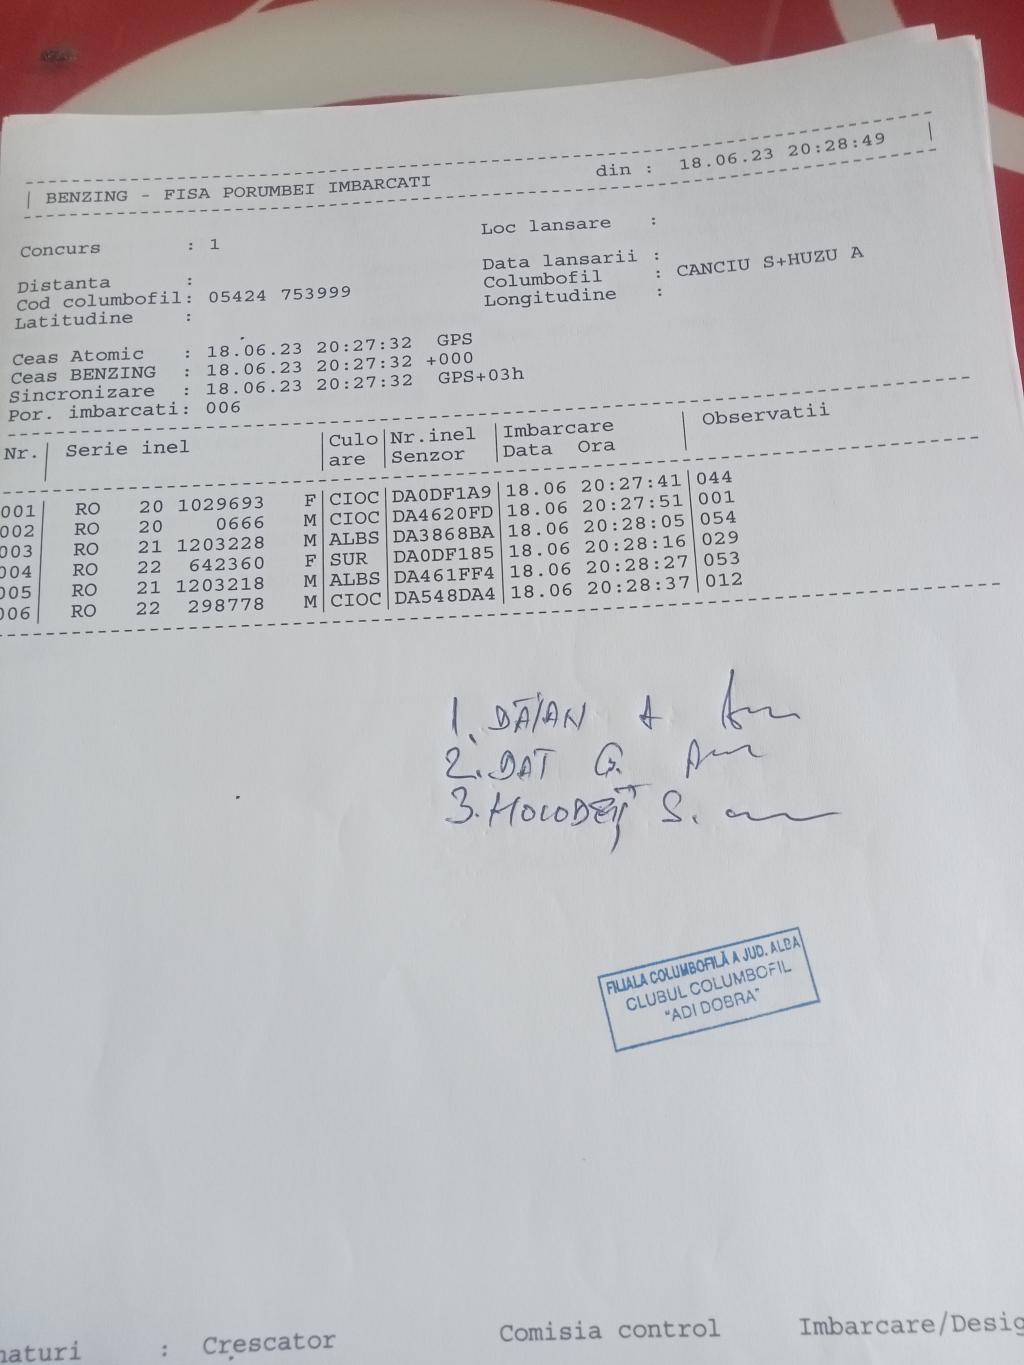 | BENZING - FISA PORUMBEI IMBARCATI din : 18.06.23 20:28:49 |
Concurs : 1 Loc lansare :
Distanta : Data lansarii :
Cod columbofil: 05424 753999 Columbofil : CANCIU S+HUZU A
Latitudine : Longitudine :
Ceas Atomic : 18.06.23 20:27:32 GPS
Ceas BENZING : 18.06.23 20:27:32 +000
Sincronizare : 18.06.23 20:27:32 GPS+03h
Por. imbarcati: 006
Nr.| Serie inel |Culo|Nr.inel |Imbarcare | Observatii
| |are |Senzor |Data Ora |
001| RO 20 1029693 F|CIOC|DA0DF1A9|18.06 20:27:41|044
002| RO 20 0666 M|CIOC|DA4620FD|18.06 20:27:51|001
003| RO 21 1203228 M|ALBS|DA3868BA|18.06 20:28:05|054
004| RO 22 642360 F|SUR |DA0DF185|18.06 20:28:16|029
005| RO 21 1203218 M|ALBS|DA461FF4|18.06 20:28:27|053
006| RO 22 298778 M|CIOC|DA548DA4|18.06 20:28:37|012
1. DĂIAN A
2. DAT G.
3. MOLODEȚ S.
FILIALA COLUMBOFILĂ A JUD. ALBA
CLUBUL COLUMBOFIL
"ADI DOBRA"
naturi : Crescator Comisia control Imbarcare/Desig